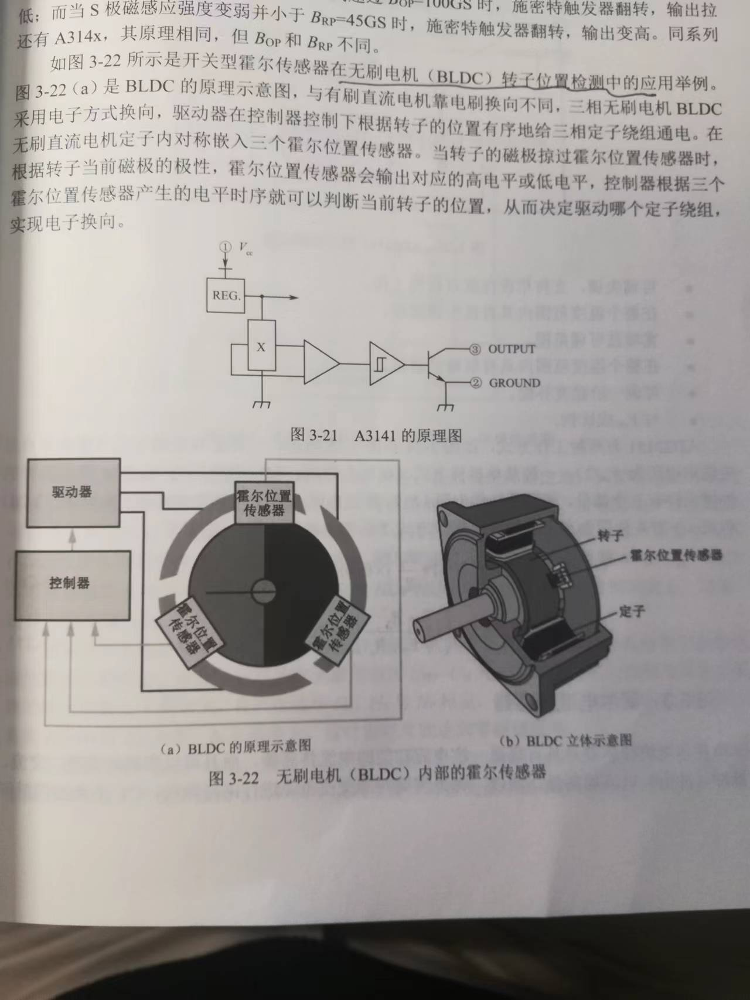 =100GS 时，施密特触发器翻转，输出拉
低；而当 S 极磁感应强度变弱并小于 BRP=45GS 时，施密特触发器翻转，输出变高。同系列
还有 A314x，其原理相同，但 BOP 和 BRP 不同。
如图 3-22 所示是开关型霍尔传感器在无刷电机（BLDC）转子位置检测中的应用举例。
图 3-22（a）是 BLDC 的原理示意图，与有刷直流电机靠电刷换向不同，三相无刷电机 BLDC
采用电子方式换向，驱动器在控制器控制下根据转子的位置有序地给三相定子绕组通电。在
无刷直流电机定子内对称嵌入三个霍尔位置传感器。当转子的磁极掠过霍尔位置传感器时，
根据转子当前磁极的极性，霍尔位置传感器会输出对应的高电平或低电平，控制器根据三个
霍尔位置传感器产生的电平时序就可以判断当前转子的位置，从而决定驱动哪个定子绕组，
实现电子换向。
① Vcc
REG.
X
③ OUTPUT
② GROUND
图 3-21 A3141 的原理图
驱动器
霍尔位置
传感器
控制器
霍尔位置
传感器
霍尔位置
传感器
转子
霍尔位置传感器
定子
（a）BLDC 的原理示意图
（b）BLDC 立体示意图
图 3-22 无刷电机（BLDC）内部的霍尔传感器